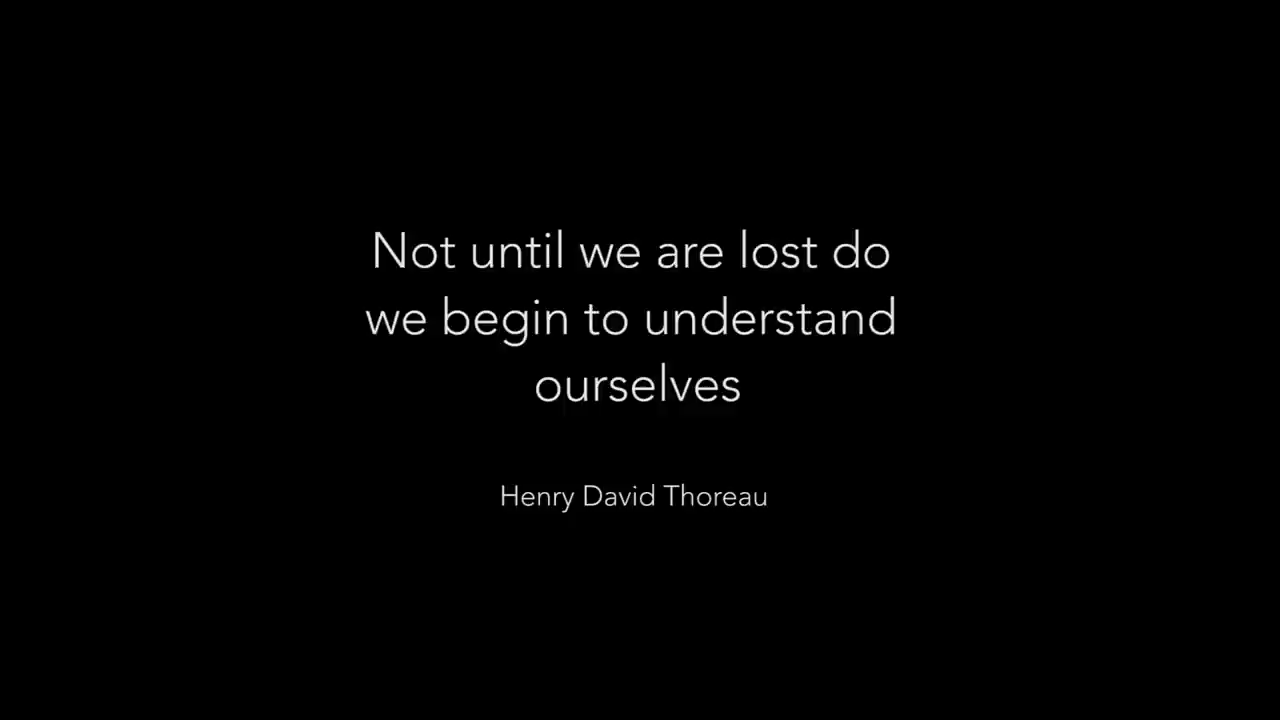 Not until we are lost do
we begin to understand
ourselves
Henry David Thoreau